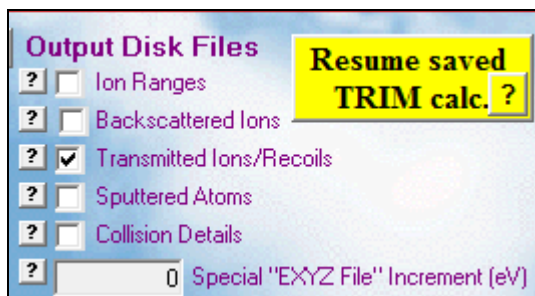 Output Disk Files
Resume saved
TRIM calc. ?
? Ion Ranges
? Backscattered Ions
? Transmitted Ions/Recoils
? Sputtered Atoms
? Collision Details
? 0 Special "EXYZ File" Increment (eV)